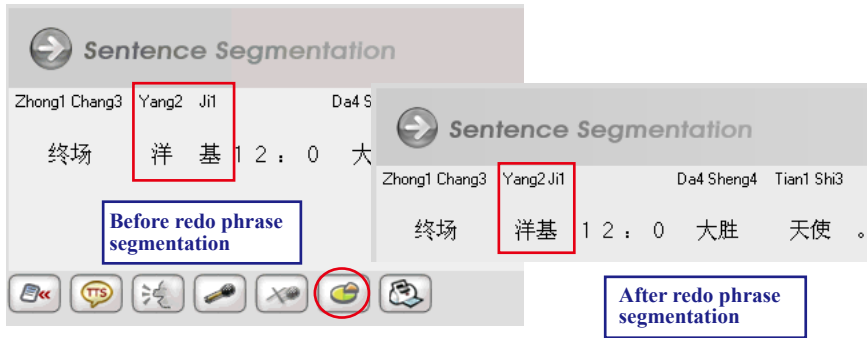 Sentence Segmentation
Zhong1 Chang3 Yang2 Ji1 Da4 S
终场 洋 基 1 2 : 0 大
Before redo phrase
segmentation
TTS
Sentence Segmentation
Zhong1 Chang3 Yang2 Ji1 Da4 Sheng4 Tian1 Shi3
终场 洋基 1 2 : 0 大胜 天使 。
After redo phrase
segmentation